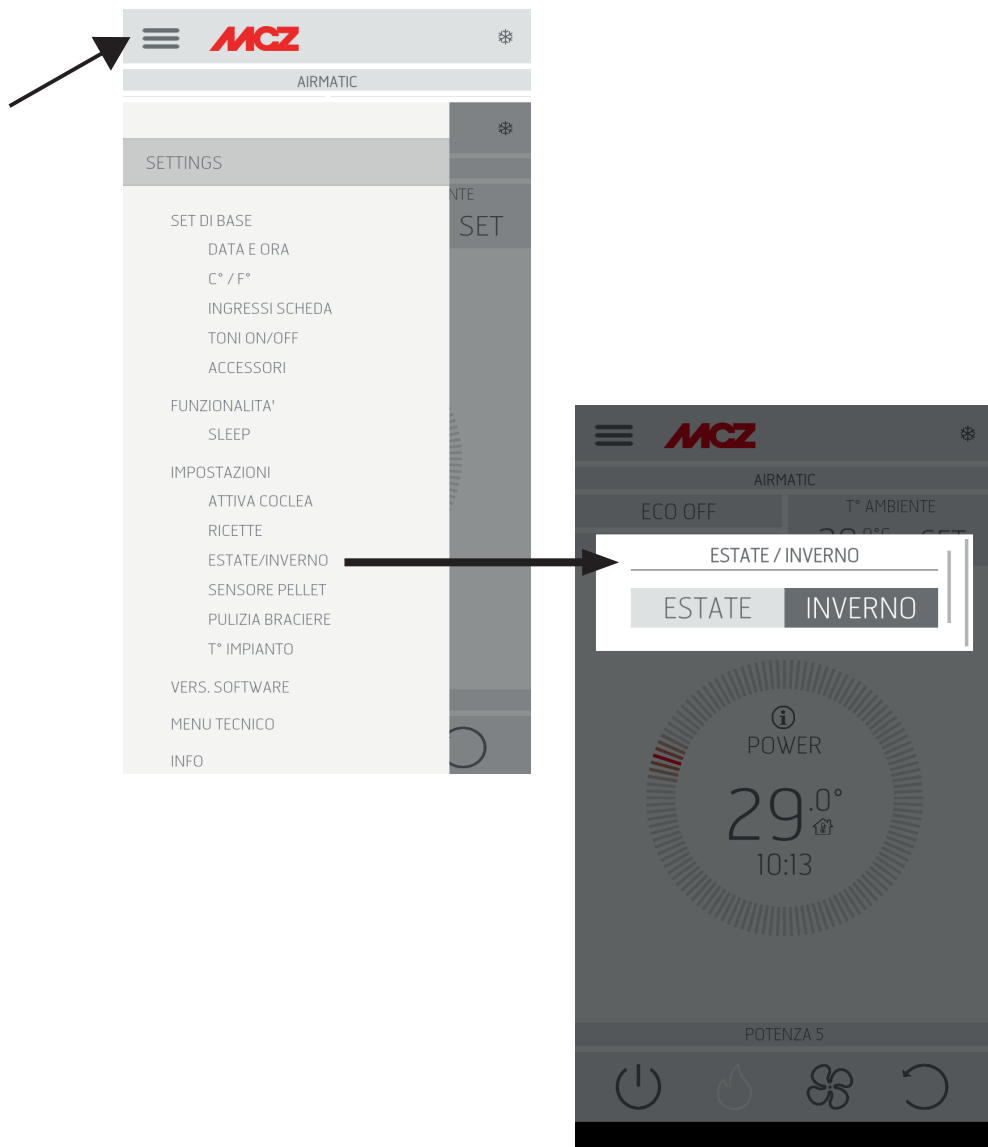 MCZ
AIRMATIC
SETTINGS
NTE
SET
SET DI BASE
DATA E ORA
C° / F°
INGRESSI SCHEDA
TONI ON/OFF
ACCESSORI
FUNZIONALITA'
SLEEP
IMPOSTAZIONI
ATTIVA COCLEA
RICETTE
ESTATE/INVERNO
SENSORE PELLET
PULIZIA BRACIERE
T° IMPIANTO
VERS. SOFTWARE
MENU TECNICO
INFO
MCZ
AIRMATIC
ECO OFF
T° AMBIENTE
ESTATE / INVERNO
ESTATE INVERNO
POWER
29.0°
10:13
POTENZA 5